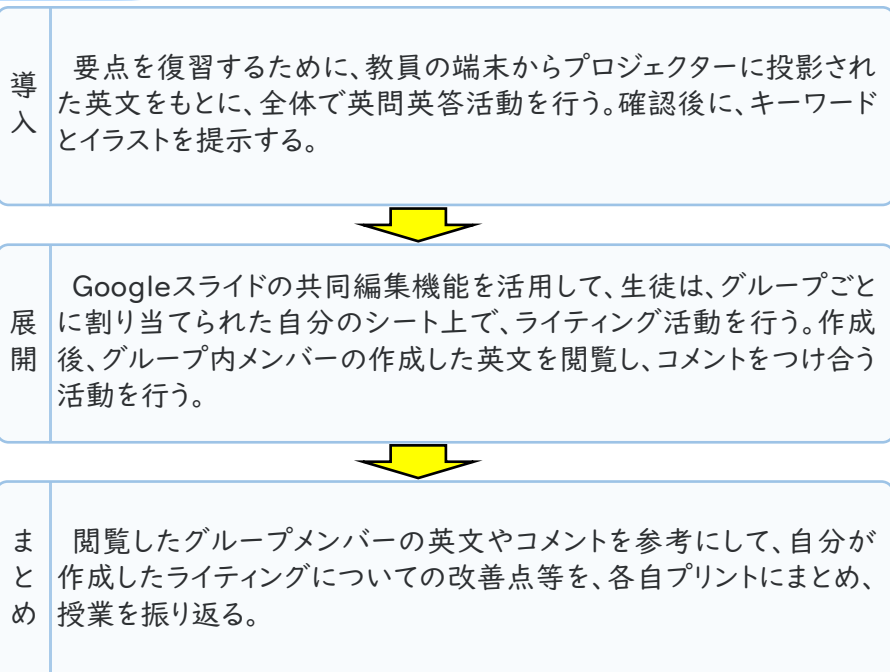 導入
要点を復習するために、教員の端末からプロジェクターに投影され
た英文をもとに、全体で英問英答活動を行う。確認後に、キーワード
とイラストを提示する。
展開
Googleスライドの共同編集機能を活用して、生徒は、グループごと
に割り当てられた自分のシート上で、ライティング活動を行う。作成
後、グループ内メンバーの作成した英文を閲覧し、コメントをつけ合う
活動を行う。
まとめ
閲覧したグループメンバーの英文やコメントを参考にして、自分が
作成したライティングについての改善点等を、各自プリントにまとめ、
授業を振り返る。